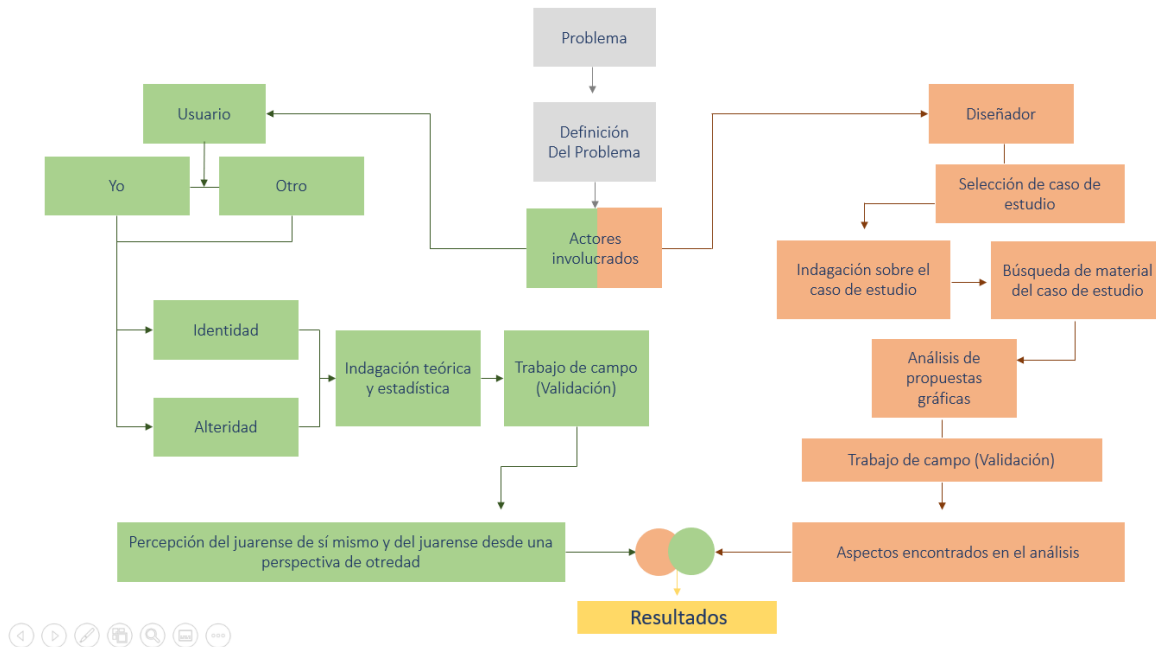 Problema
Definición
Del Problema
Actores
involucrados
Usuario
Yo
Otro
Identidad
Alteridad
Indagación teórica
y estadística
Trabajo de campo
(Validación)
Percepción del juarense de sí mismo y del juarense desde una
perspectiva de otredad
Diseñador
Selección de caso de
estudio
Indagación sobre el
caso de estudio
Búsqueda de material
del caso de estudio
Análisis de
propuestas
gráficas
Trabajo de campo (Validación)
Aspectos encontrados en el análisis
Resultados